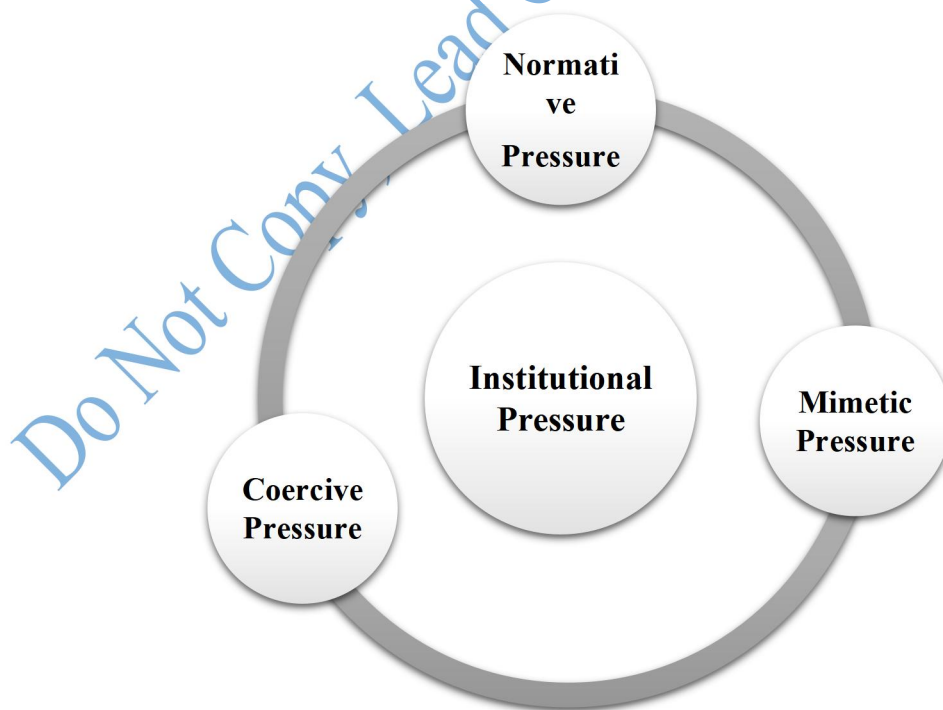 Do Not Copy, Lead
Normati
ve
Pressure
Institutional
Pressure
Mimetic
Pressure
Coercive
Pressure